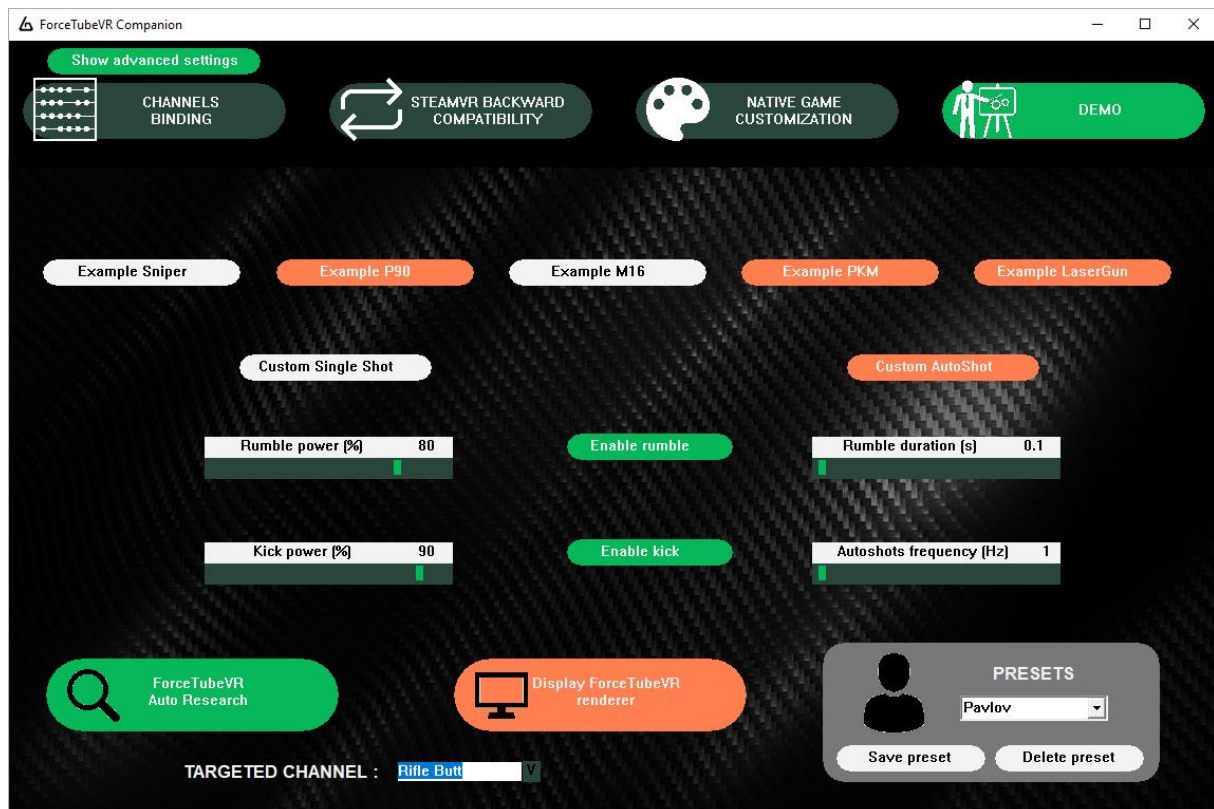 ForceTubeVR Companion
Show advanced settings
CHANNELS
BINDING
STEAMVR BACKWARD
COMPATIBILITY
NATIVE GAME
CUSTOMIZATION
DEMO
Example Sniper
Example P90
Example M16
Example PKM
Example LaserGun
Custom Single Shot
Custom AutoShot
Rumble power (%) 80
Enable rumble
Rumble duration (s) 0.1
Kick power (%) 90
Enable kick
Autoshots frequency (Hz) 1
ForceTubeVR
Auto Research
Display ForceTubeVR
renderer
PRESETS
Pavlov
Save preset
Delete preset
TARGETED CHANNEL : Rifle Butt V